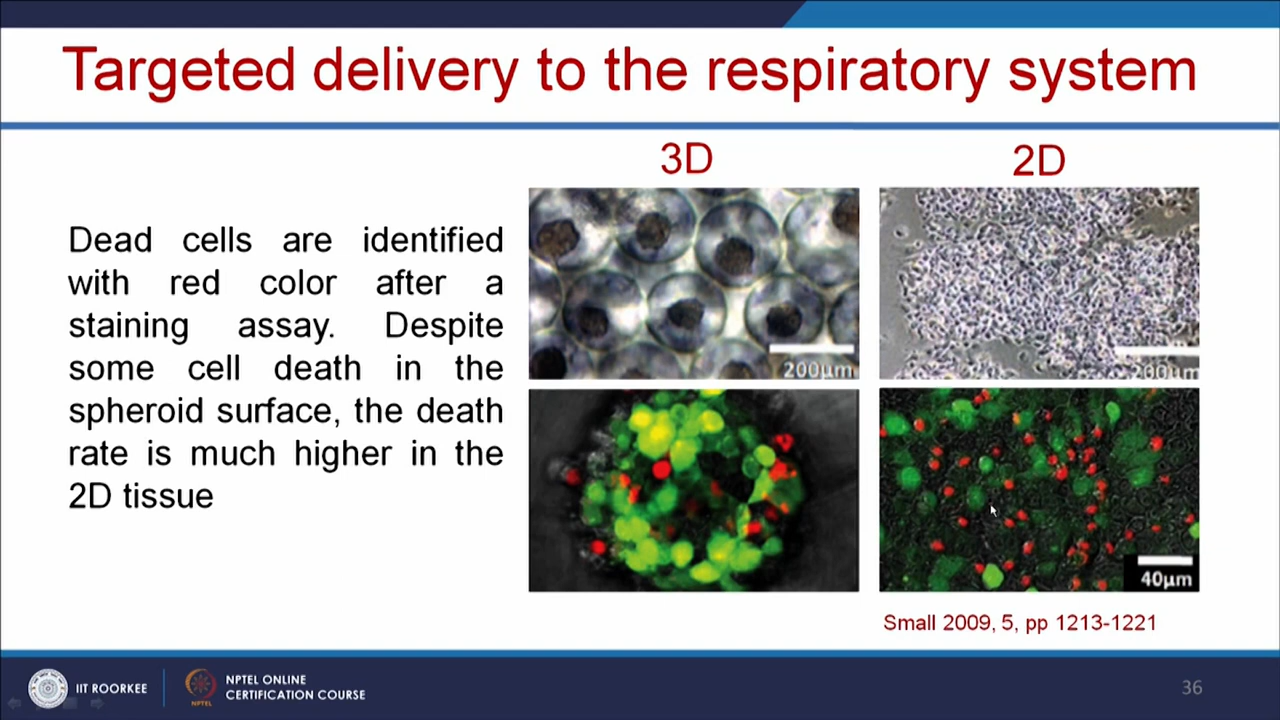 Targeted delivery to the respiratory system
3D
2D
Dead cells are identified
with red color after a
staining assay. Despite
some cell death in the
spheroid surface, the death
rate is much higher in the
2D tissue
200μm
200μm
40μm
Small 2009, 5, pp 1213-1221
IIT ROORKEE
NPTEL
NPTEL ONLINE
CERTIFICATION COURSE
36